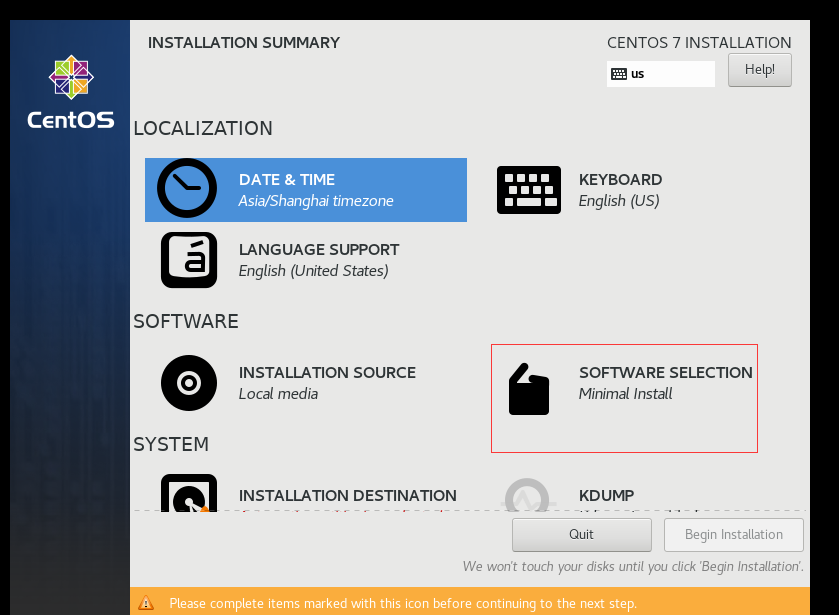 INSTALLATION SUMMARY
CENTOS 7 INSTALLATION
us
Help!
CentOS
LOCALIZATION
DATE & TIME
Asia/Shanghai timezone
KEYBOARD
English (US)
LANGUAGE SUPPORT
English (United States)
SOFTWARE
INSTALLATION SOURCE
Local media
SOFTWARE SELECTION
Minimal Install
SYSTEM
INSTALLATION DESTINATION
KDUMP
Quit
Begin Installation
We won't touch your disks until you click 'Begin Installation'.
Please complete items marked with this icon before continuing to the next step.